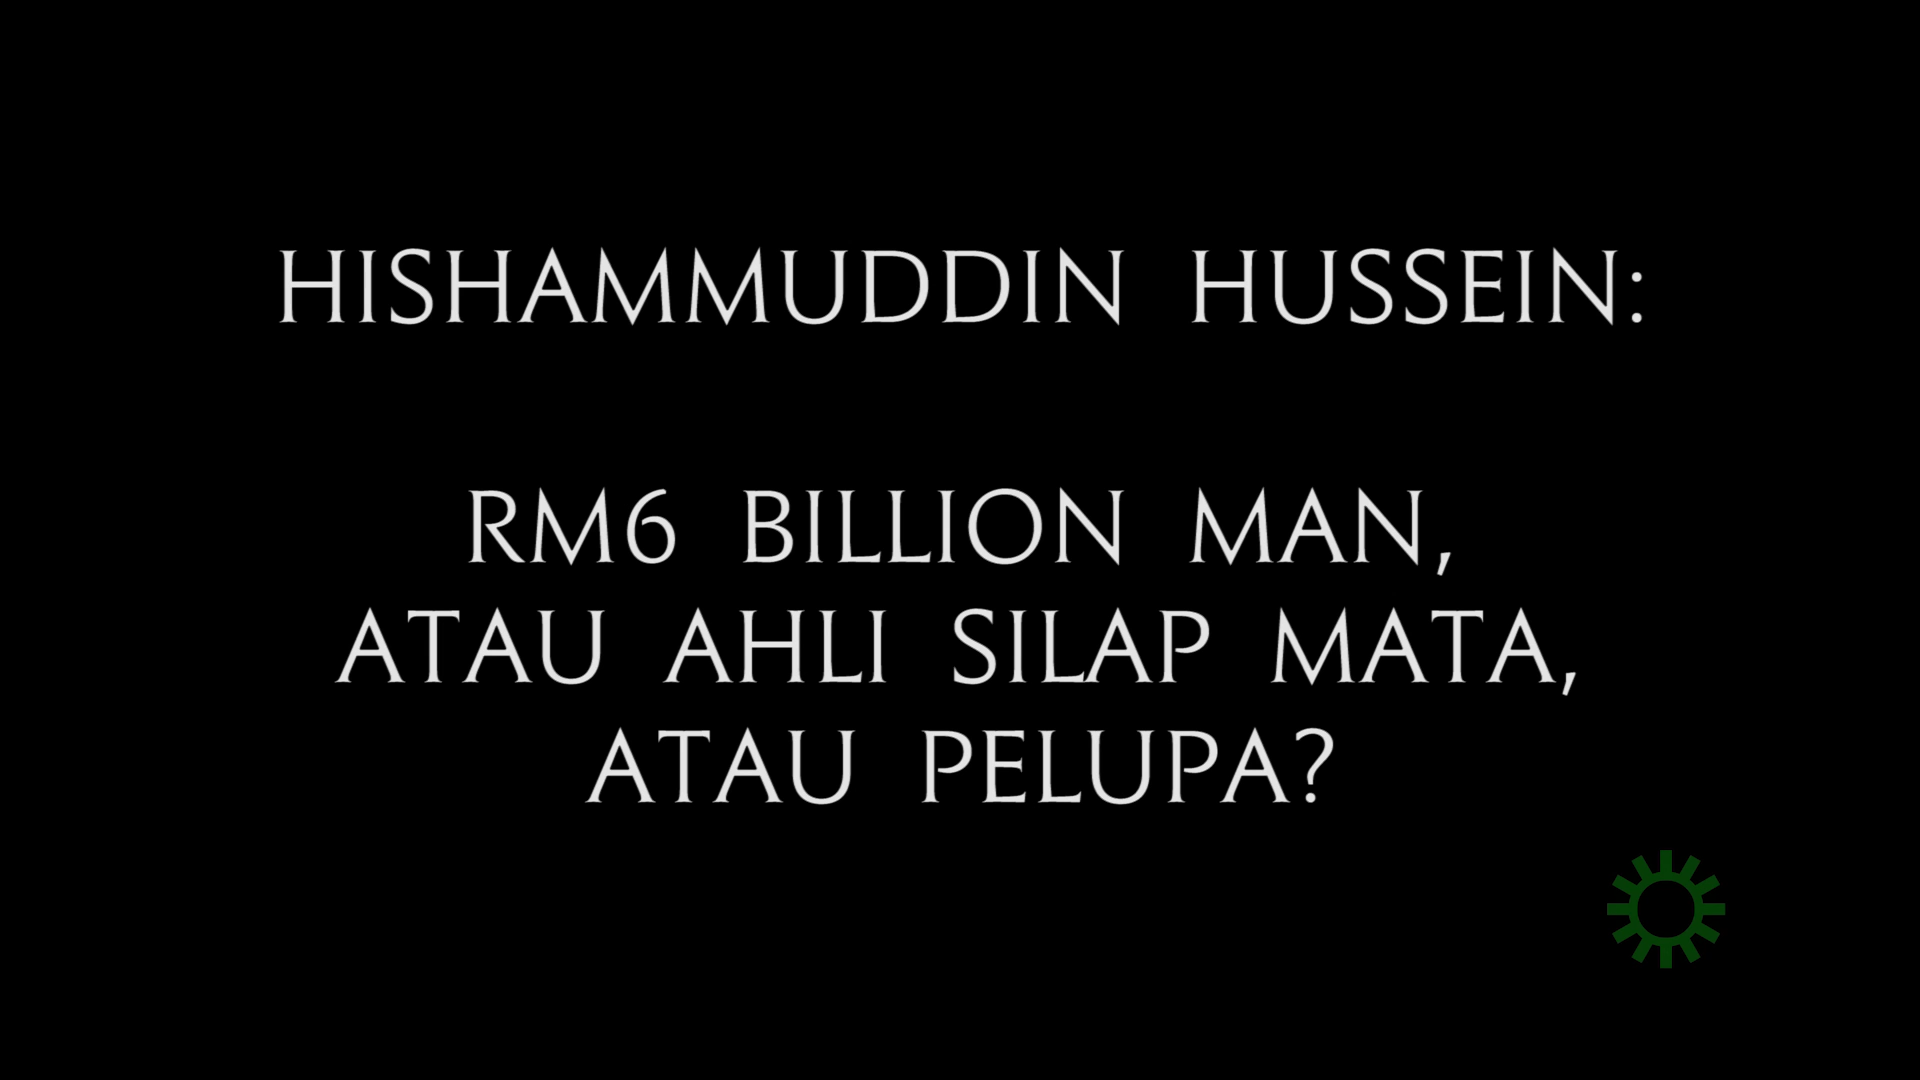 HISHAMMUDDIN HUSSEIN:
RM6 BILLION MAN,
ATAU AHLI SILAP MATA,
ATAU PELUPA?